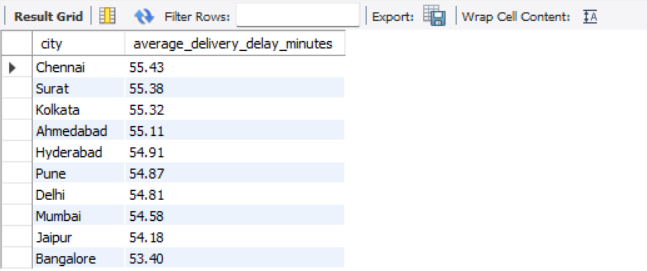 Result Grid Filter Rows: Export: Wrap Cell Content: IA
city average_delivery_delay_minutes
Chennai 55.43
Surat 55.38
Kolkata 55.32
Ahmedabad 55.11
Hyderabad 54.91
Pune 54.87
Delhi 54.81
Mumbai 54.58
Jaipur 54.18
Bangalore 53.40